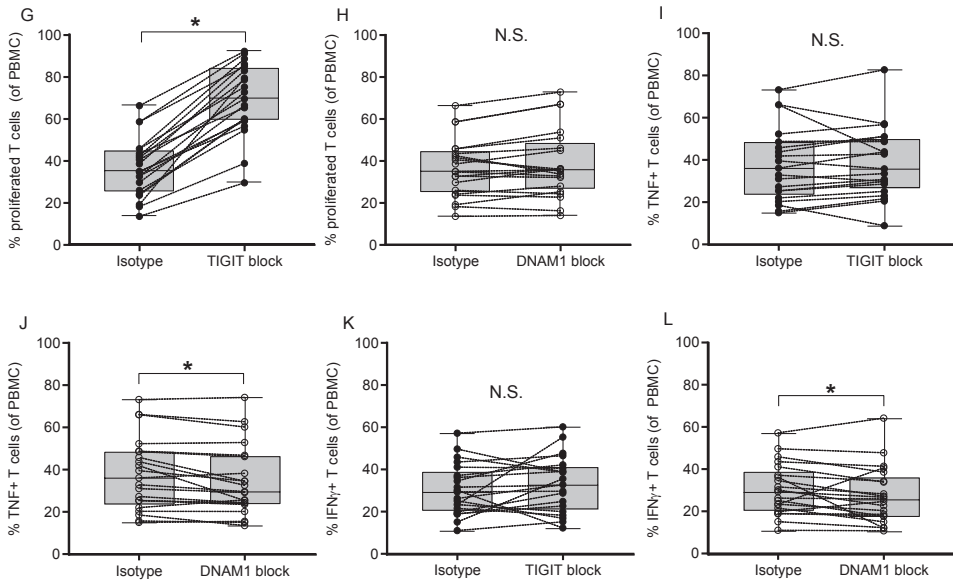 G
% proliferated T cells (of PBMC)
100
80
60
40
20
0
*
Isotype
TIGIT block
H
% proliferated T cells (of PBMC)
100
80
60
40
20
0
N.S.
Isotype
DNAM1 block
I
% TNF+ T cells (of PBMC)
100
80
60
40
20
0
N.S.
Isotype
TIGIT block
J
% TNF+ T cells (of PBMC)
100
80
60
40
20
0
*
Isotype
DNAM1 block
K
% IFNγ+ T cells (of PBMC)
100
80
60
40
20
0
N.S.
Isotype
TIGIT block
L
% IFNγ+ T cells (of PBMC)
100
80
60
40
20
0
*
Isotype
DNAM1 block